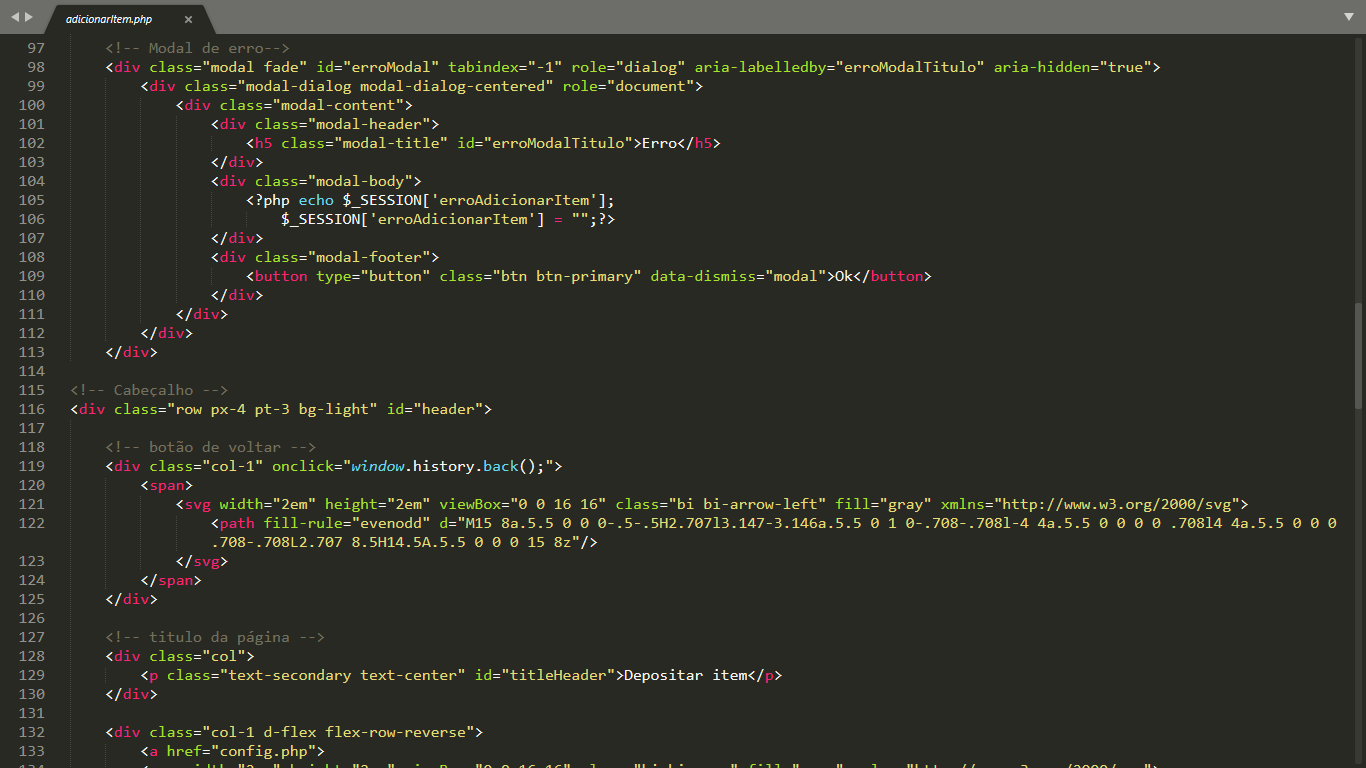 adicionarItem.php ×
97 <!-- Modal de erro-->
98 <div class="modal fade" id="erroModal" tabindex="-1" role="dialog" aria-labelledby="erroModalTitulo" aria-hidden="true">
99 <div class="modal-dialog modal-dialog-centered" role="document">
100 <div class="modal-content">
101 <div class="modal-header">
102 <h5 class="modal-title" id="erroModalTitulo">Erro</h5>
103 </div>
104 <div class="modal-body">
105 <?php echo $_SESSION['erroAdicionarItem'];
106 $_SESSION['erroAdicionarItem'] = "";?>
107 </div>
108 <div class="modal-footer">
109 <button type="button" class="btn btn-primary" data-dismiss="modal">Ok</button>
110 </div>
111 </div>
112 </div>
113 </div>
114
115 <!-- Cabeçalho -->
116 <div class="row px-4 pt-3 bg-light" id="header">
117
118 <!-- botão de voltar -->
119 <div class="col-1" onclick="window.history.back();">
120 <span>
121 <svg width="2em" height="2em" viewBox="0 0 16 16" class="bi bi-arrow-left" fill="gray" xmlns="http://www.w3.org/2000/svg">
122 <path fill-rule="evenodd" d="M15 8a.5.5 0 0 0-.5-.5H2.707l3.147-3.146a.5.5 0 1 0-.708-.708l-4 4a.5.5 0 0 0 0 .708l4 4a.5.5 0 0 0
.708-.708L2.707 8.5H14.5A.5.5 0 0 0 15 8z"/>
123 </svg>
124 </span>
125 </div>
126
127 <!-- titulo da página -->
128 <div class="col">
129 <p class="text-secondary text-center" id="titleHeader">Depositar item</p>
130 </div>
131
132 <div class="col-1 d-flex flex-row-reverse">
133 <a href="config.php">